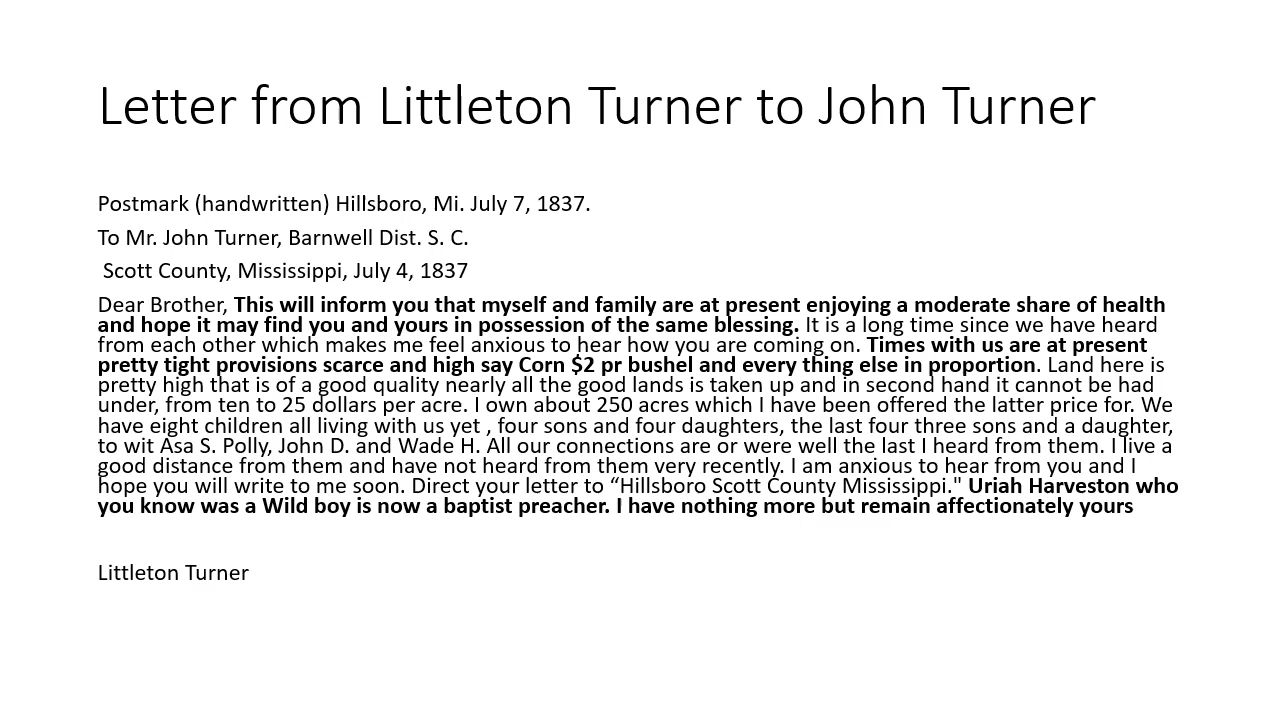 Letter from Littleton Turner to John Turner
Postmark (handwritten) Hillsboro, Mi. July 7, 1837.
To Mr. John Turner, Barnwell Dist. S. C.
Scott County, Mississippi, July 4, 1837
Dear Brother, This will inform you that myself and family are at present enjoying a moderate share of health
and hope it may find you and yours in possession of the same blessing. It is a long time since we have heard
from each other which makes me feel anxious to hear how you are coming on. Times with us are at present
pretty tight provisions scarce and high say Corn $2 pr bushel and every thing else in proportion. Land here is
pretty high that is of a good quality nearly all the good lands is taken up and in second hand it cannot be had
under, from ten to 25 dollars per acre. I own about 250 acres which I have been offered the latter price for. We
have eight children all living with us yet , four sons and four daughters, the last four three sons and a daughter,
to wit Asa S. Polly, John D. and Wade H. All our connections are or were well the last I heard from them. I live a
good distance from them and have not heard from them very recently. I am anxious to hear from you and I
hope you will write to me soon. Direct your letter to “Hillsboro Scott County Mississippi." Uriah Harveston who
you know was a Wild boy is now a baptist preacher. I have nothing more but remain affectionately yours
Littleton Turner